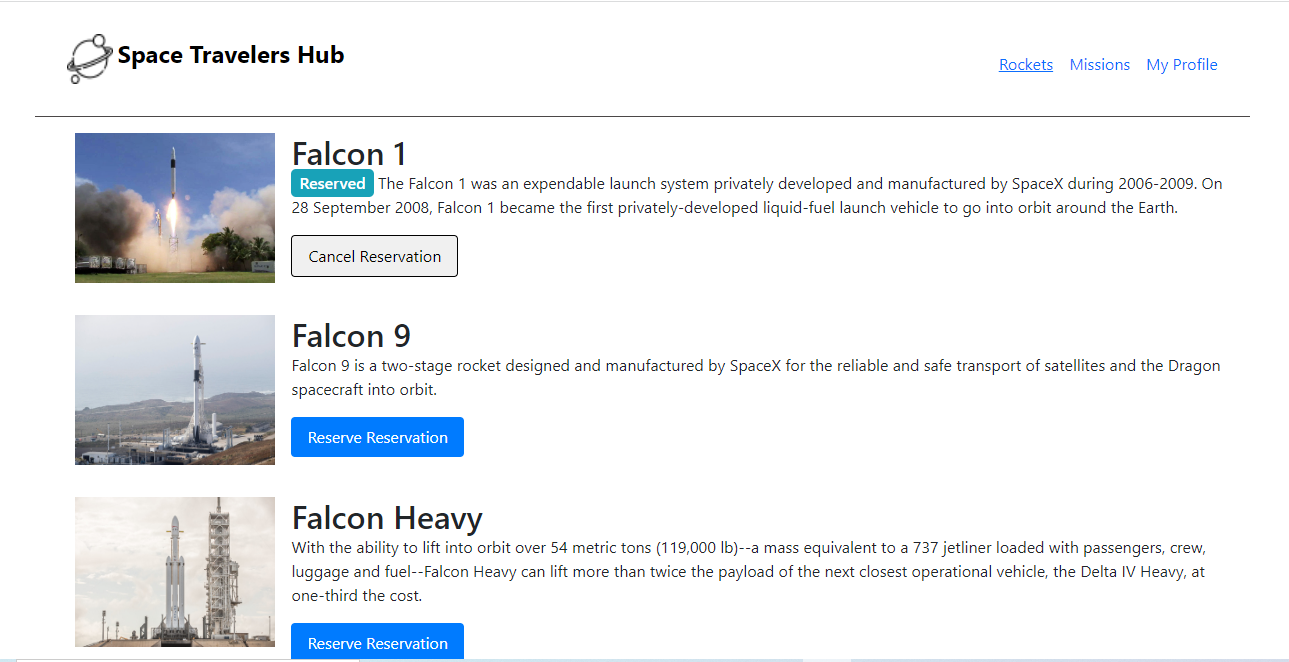 Space Travelers Hub
Rockets Missions My Profile
Falcon 1
Reserved The Falcon 1 was an expendable launch system privately developed and manufactured by SpaceX during 2006-2009. On
28 September 2008, Falcon 1 became the first privately-developed liquid-fuel launch vehicle to go into orbit around the Earth.
Cancel Reservation
Falcon 9
Falcon 9 is a two-stage rocket designed and manufactured by SpaceX for the reliable and safe transport of satellites and the Dragon
spacecraft into orbit.
Reserve Reservation
Falcon Heavy
With the ability to lift into orbit over 54 metric tons (119,000 lb)--a mass equivalent to a 737 jetliner loaded with passengers, crew,
luggage and fuel--Falcon Heavy can lift more than twice the payload of the next closest operational vehicle, the Delta IV Heavy, at
one-third the cost.
Reserve Reservation